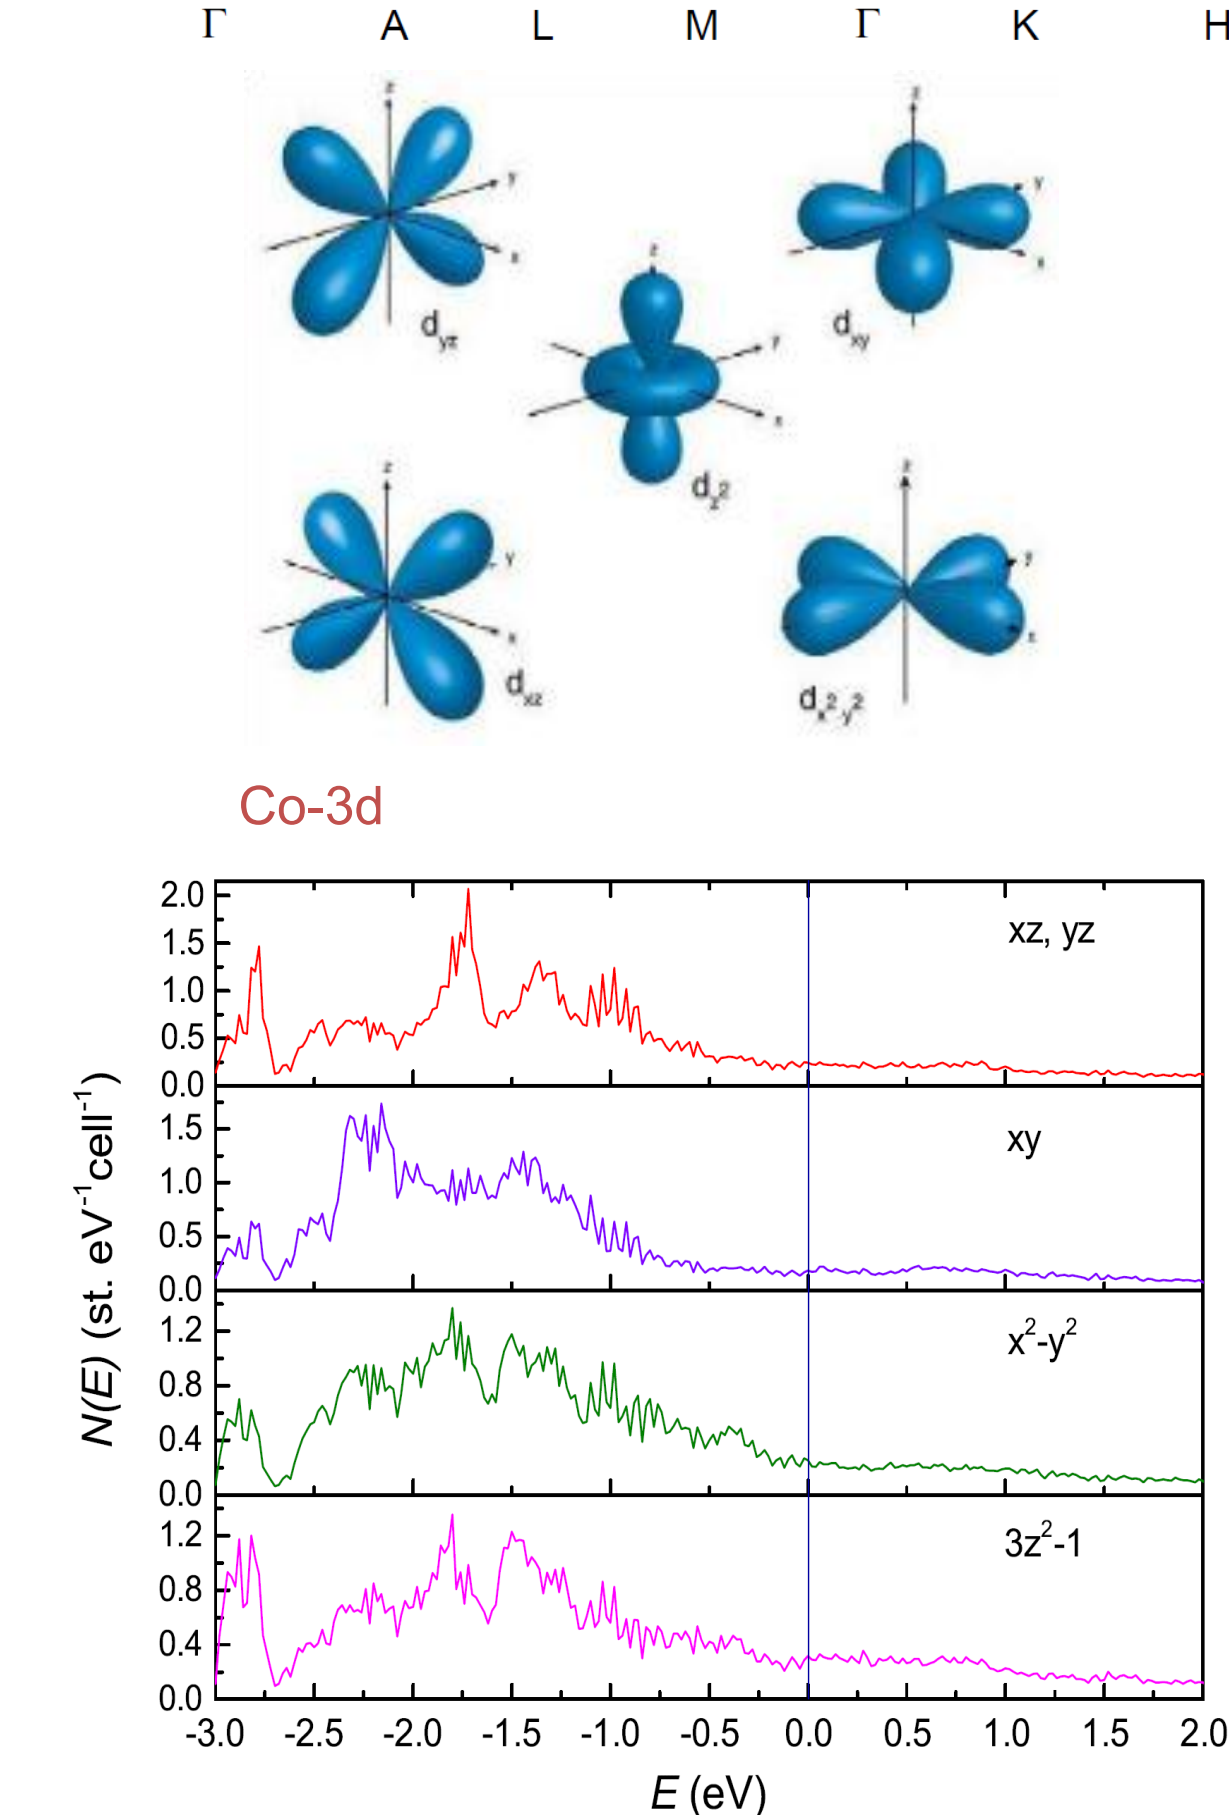 Γ A L M Γ K H
z
y
x
d_yz
z
y
x
d_xy
z
y
x
d_z²
z
y
x
d_xz
z
y
x
d_x²-y²
Co-3d
N(E) (st. eV⁻¹cell⁻¹)
2.0
1.5
1.0
0.5
0.0
xz, yz
1.5
1.0
0.5
0.0
xy
1.2
0.8
0.4
0.0
x²-y²
1.2
0.8
0.4
0.0
3z²-1
-3.0 -2.5 -2.0 -1.5 -1.0 -0.5 0.0 0.5 1.0 1.5 2.0
E (eV)